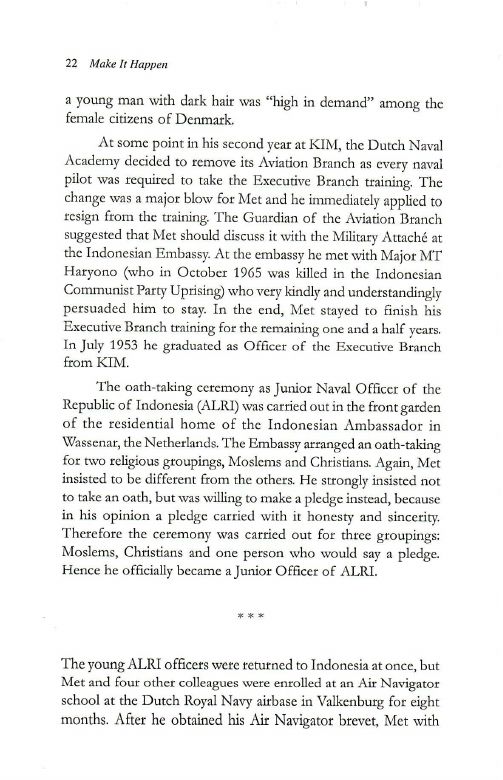 22 Make It Happen
a young man with dark hair was “high in demand” among the
female citizens of Denmark.
At some point in his second year at KIM, the Dutch Naval
Academy decided to remove its Aviation Branch as every naval
pilot was required to take the Executive Branch training. The
change was a major blow for Met and he immediately applied to
resign from the training. The Guardian of the Aviation Branch
suggested that Met should discuss it with the Military Attaché at
the Indonesian Embassy. At the embassy he met with Major MT
Haryono (who in October 1965 was killed in the Indonesian
Communist Party Uprising) who very kindly and understandingly
persuaded him to stay. In the end, Met stayed to finish his
Executive Branch training for the remaining one and a half years.
In July 1953 he graduated as Officer of the Executive Branch
from KIM.
The oath-taking ceremony as Junior Naval Officer of the
Republic of Indonesia (ALRI) was carried out in the front garden
of the residential home of the Indonesian Ambassador in
Wassenar, the Netherlands. The Embassy arranged an oath-taking
for two religious groupings, Moslems and Christians. Again, Met
insisted to be different from the others. He strongly insisted not
to take an oath, but was willing to make a pledge instead, because
in his opinion a pledge carried with it honesty and sincerity.
Therefore the ceremony was carried out for three groupings:
Moslems, Christians and one person who would say a pledge.
Hence he officially became a Junior Officer of ALRI.
* * *
The young ALRI officers were returned to Indonesia at once, but
Met and four other colleagues were enrolled at an Air Navigator
school at the Dutch Royal Navy airbase in Valkenburg for eight
months. After he obtained his Air Navigator brevet, Met with